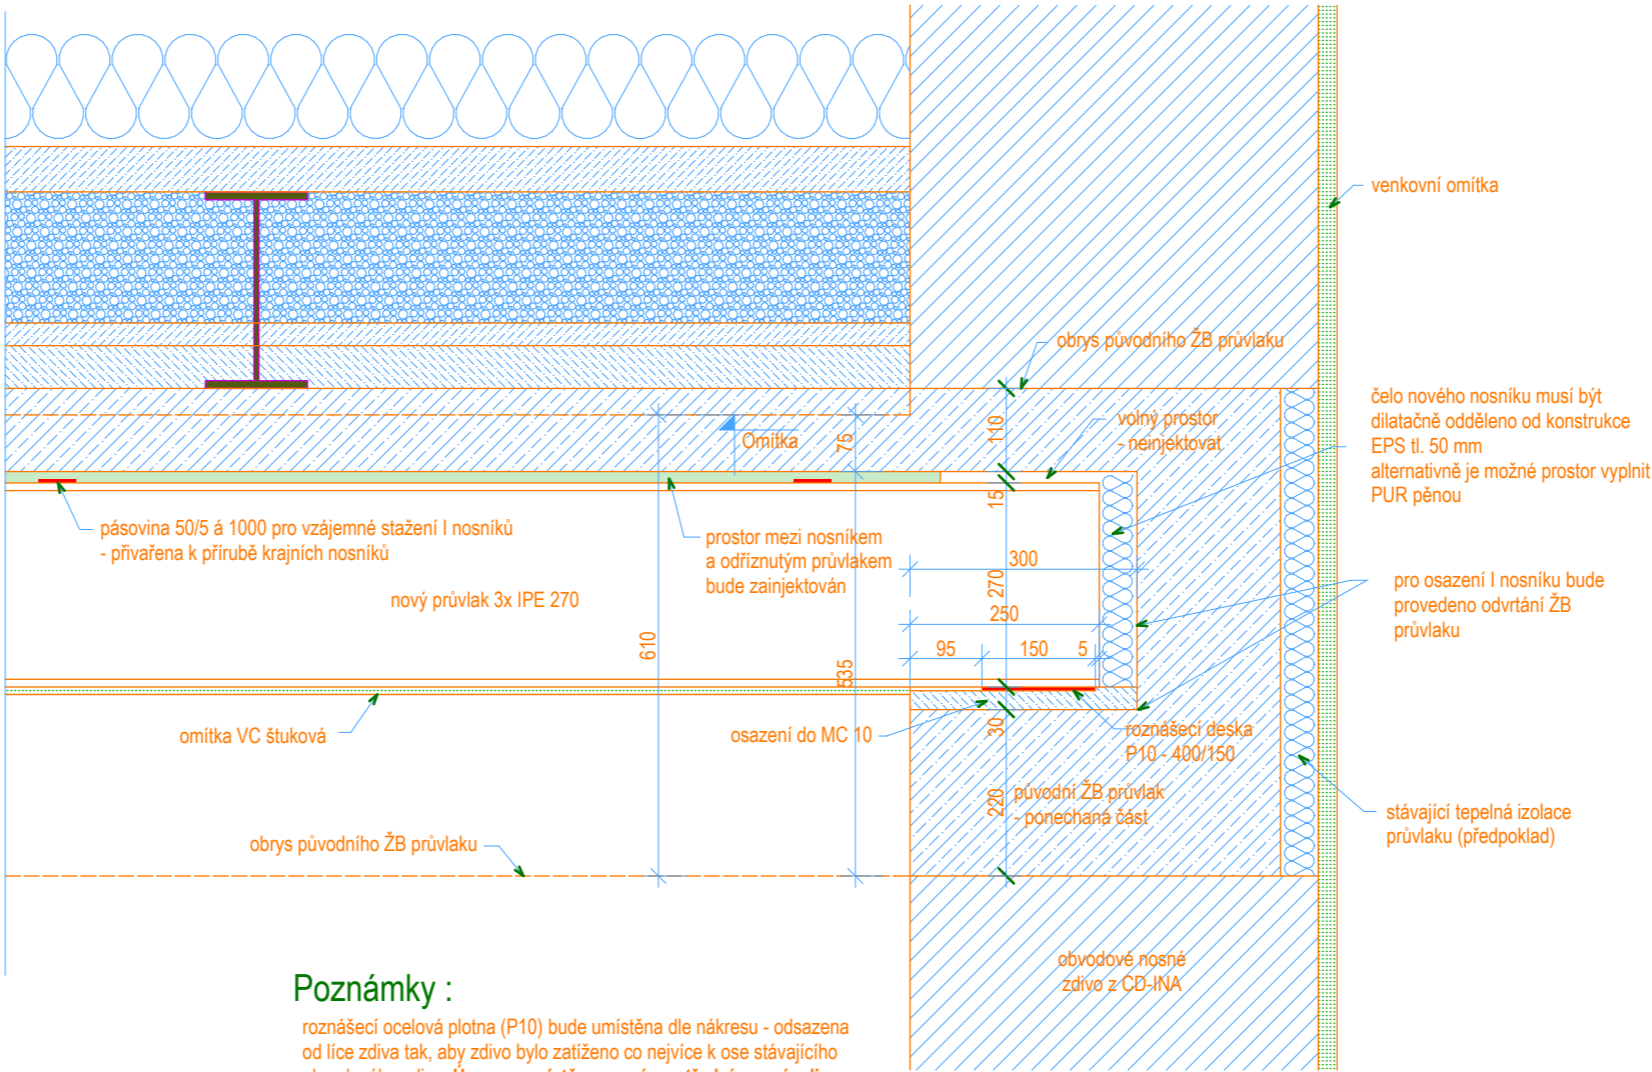 venkovní omítka
obrys původního ŽB průvlaku
čelo nového nosníku musí být
dilatačně odděleno od konstrukce
EPS tl. 50 mm
alternativně je možné prostor vyplnit
PUR pěnou
volný prostor
- neinjektovat
110
Omítka
75
15
pásovina 50/5 á 1000 pro vzájemné stažení I nosníků
- přivařena k přírubě krajních nosníků
prostor mezi nosníkem
a odříznutým průvlakem
bude zainjektován
300
270
250
nový průvlak 3x IPE 270
pro osazení I nosníku bude
provedeno odvrtání ŽB
průvlaku
610
535
95
150
5
omítka VC štuková
osazení do MC 10
30
roznášecí deska
P10 - 400/150
220
původní ŽB průvlak
- ponechaná část
stávající tepelná izolace
průvlaku (předpoklad)
obrys původního ŽB průvlaku
obvodové nosné
zdivo z CD-INA
Poznámky :
roznášecí ocelová plotna (P10) bude umístěna dle nákresu - odsazena
od líce zdiva tak, aby zdivo bylo zatíženo co nejvíce k ose stávajícího